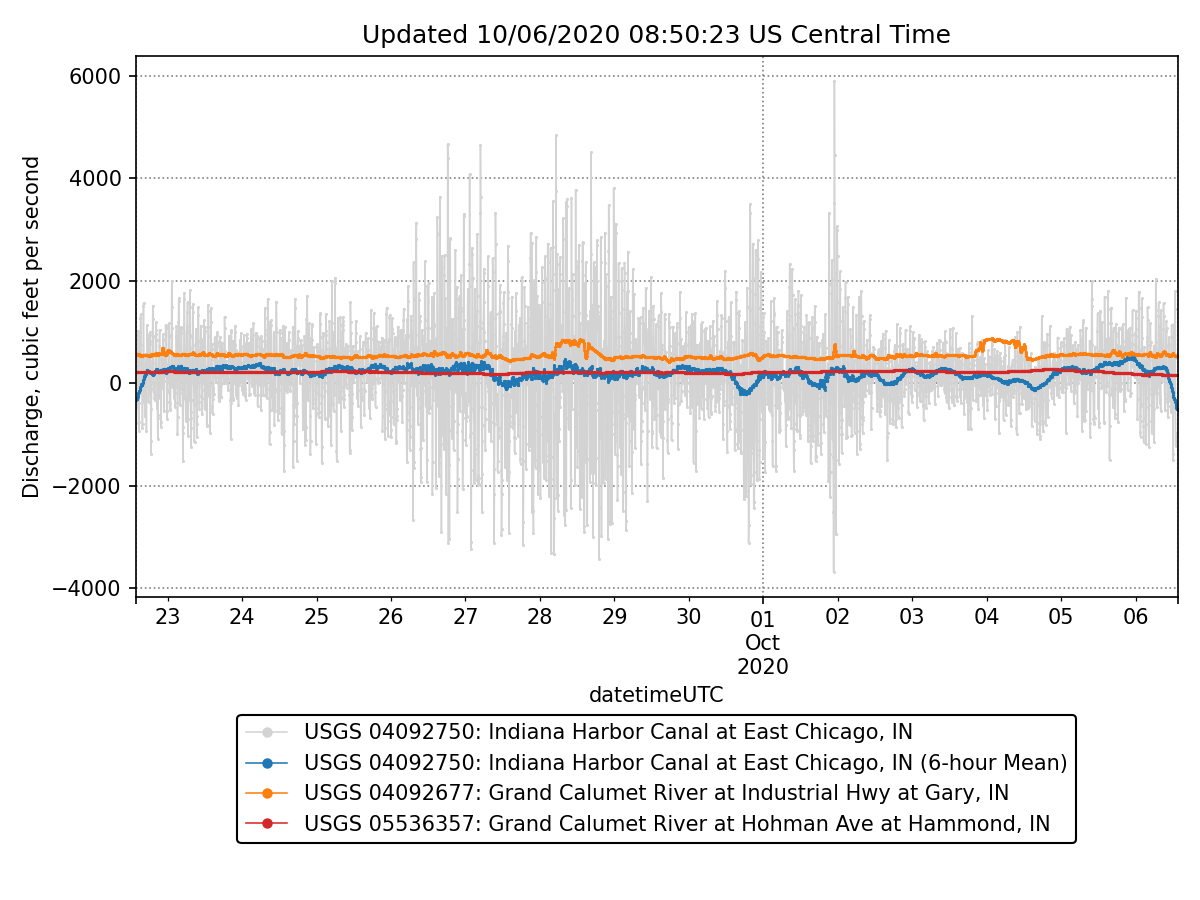 Updated 10/06/2020 08:50:23 US Central Time
Discharge, cubic feet per second
6000
4000
2000
0
−2000
−4000
23 24 25 26 27 28 29 30 01 02 03 04 05 06
Oct
2020
datetimeUTC
USGS 04092750: Indiana Harbor Canal at East Chicago, IN
USGS 04092750: Indiana Harbor Canal at East Chicago, IN (6-hour Mean)
USGS 04092677: Grand Calumet River at Industrial Hwy at Gary, IN
USGS 05536357: Grand Calumet River at Hohman Ave at Hammond, IN